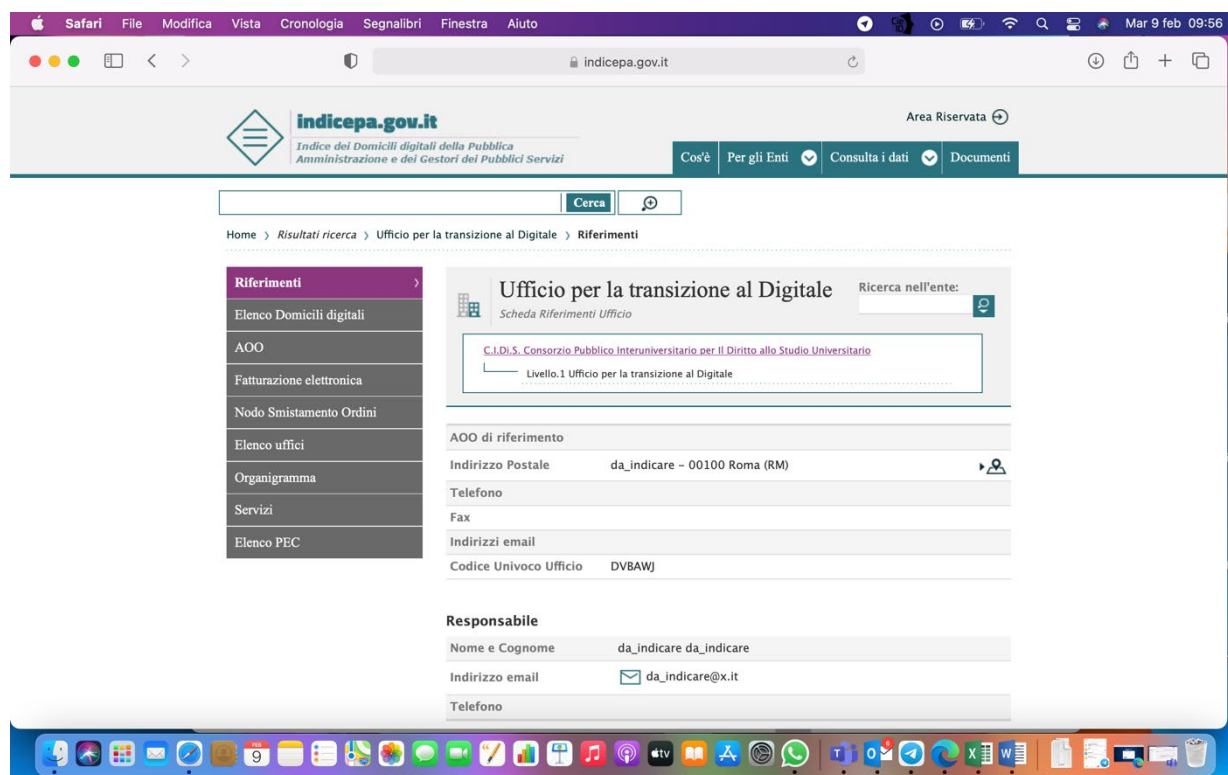 Safari File Modifica Vista Cronologia Segnalibri Finestra Aiuto Mar 9 feb 09:56
indicepa.gov.it
indicepa.gov.it
Indice dei Domicili digitali della Pubblica
Amministrazione e dei Gestori dei Pubblici Servizi
Area Riservata
Cos'è Per gli Enti Consulta i dati Documenti
Cerca
Home > Risultati ricerca > Ufficio per la transizione al Digitale > Riferimenti
Riferimenti >
Elenco Domicili digitali
AOO
Fatturazione elettronica
Nodo Smistamento Ordini
Elenco uffici
Organigramma
Servizi
Elenco PEC
Ufficio per la transizione al Digitale
Scheda Riferimenti Ufficio
Ricerca nell'ente:
C.I.Di.S. Consorzio Pubblico Interuniversitario per Il Diritto allo Studio Universitario
Livello.1 Ufficio per la transizione al Digitale
AOO di riferimento
Indirizzo Postale da_indicare – 00100 Roma (RM)
Telefono
Fax
Indirizzi email
Codice Univoco Ufficio DVBAWJ
Responsabile
Nome e Cognome da_indicare da_indicare
Indirizzo email da_indicare@x.it
Telefono
FEB
9
tv